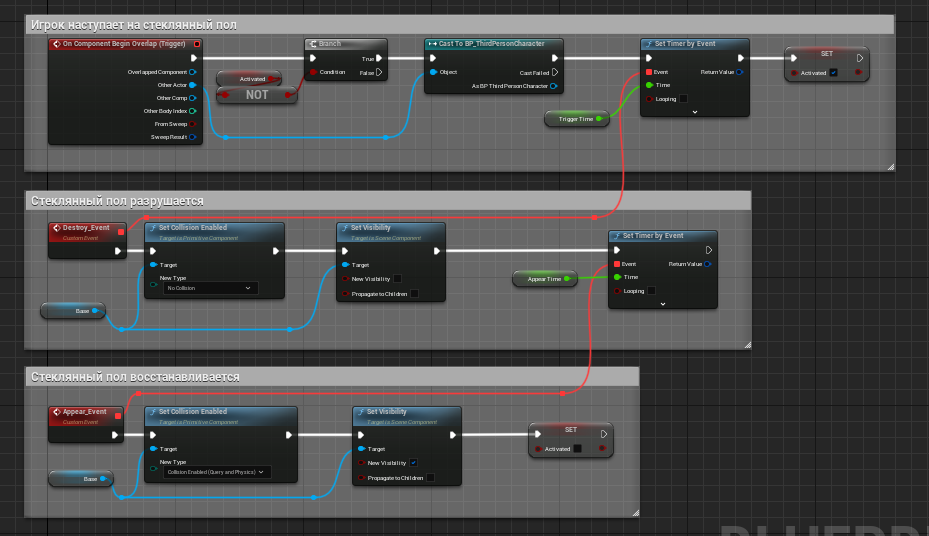 Игрок наступает на стеклянный пол
On Component Begin Overlap (Trigger)
Overlapped Component
Other Actor
Other Comp
Other Body Index
From Sweep
Sweep Result
Activated
NOT
Branch
True
Condition
False
Cast To BP_ThirdPersonCharacter
Object
Cast Failed
As BP Third Person Character
Trigger Time
Set Timer by Event
Event
Return Value
Time
Looping
SET
Activated
Стеклянный пол разрушается
Destroy_Event
Custom Event
Set Collision Enabled
Target is Primitive Component
Target
New Type
No Collision
Base
Set Visibility
Target is Scene Component
Target
New Visibility
Propagate to Children
Appear Time
Set Timer by Event
Event
Return Value
Time
Looping
Стеклянный пол восстанавливается
Appear_Event
Custom Event
Set Collision Enabled
Target is Primitive Component
Target
New Type
Collision Enabled (Query and Physics)
Base
Set Visibility
Target is Scene Component
Target
New Visibility
Propagate to Children
SET
Activated